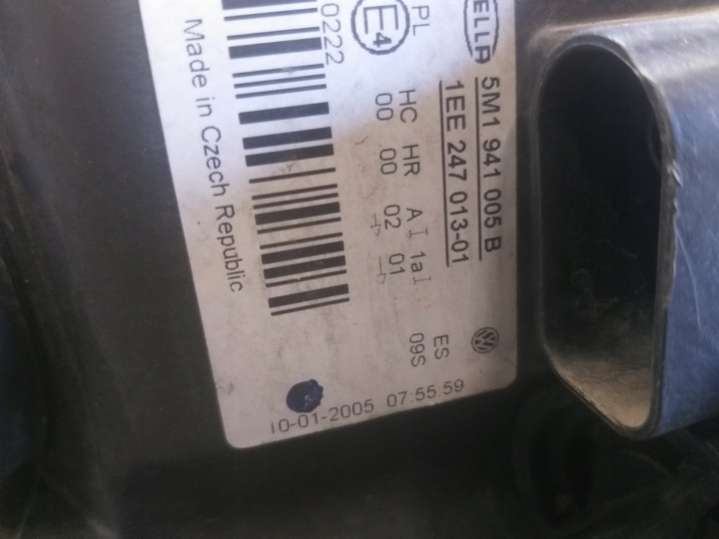 ELLA
5M1 941 005 B
1EE 247 013-01
PL
E4
HC HR A 1a ES
00 00 02 01 09S
0222
Made in Czech Republic
10-01-2005 07:55:59